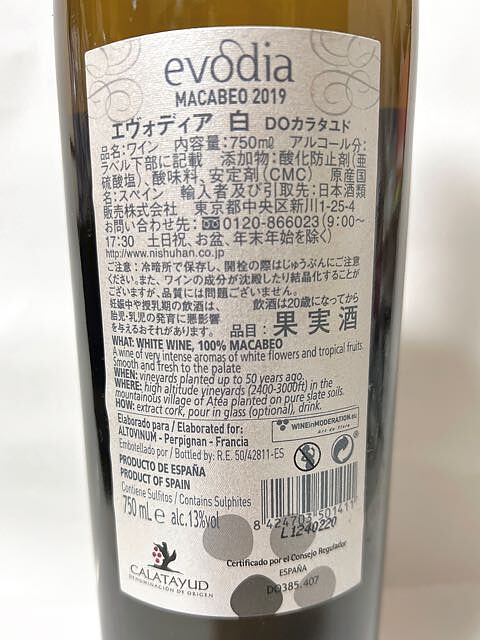 evodia
MACABEO 2019
エヴォディア 白 DOカラタユド
品名:ワイン 内容量:750mℓ アルコール分:
ラベル下部に記載 添加物:酸化防止剤(亜
硫酸塩)、酸味料、安定剤(CMC) 原産国
名:スペイン 輸入者及び引取先:日本酒類
販売株式会社 東京都中央区新川1-25-4
お問い合わせ先:0120-866023(9:00~
17:30 土日祝、お盆、年末年始を除く)
http://www.nishuhan.co.jp
ご注意:冷暗所で保存し、開栓の際はじゅうぶんにご注意
ください。また、ワインの成分が沈殿したり結晶化することが
ございますが、品質には問題ございません。
妊娠中や授乳期の飲酒は、 飲酒は20歳になってから
胎児・乳児の発育に悪影響
を与えるおそれがあります。 品目:果実酒
WHAT: WHITE WINE, 100% MACABEO
A wine of very intense aromas of white flowers and tropical fruits.
Smooth and fresh to the palate
WHEN: vineyards planted up to 50 years ago.
WHERE: high altitude vineyards (2400-3000ft) in the
mountainous village of Atea planted on pure slate soils.
HOW: extract cork, pour in glass (optional), drink.
Elaborado para / Elaborated for:
ALTOVINUM - Perpignan - Francia
Embotellado por / Bottled by: R.E. 50/42811-ES
WINEinMODERATION.eu
Art de Vivre
PRODUCTO DE ESPAÑA
PRODUCT OF SPAIN
Contiene Sulfitos / Contains Sulphites
750 mL e alc.13%vol
8 424703 501411
L1240220
Certificado por el Consejo Regulador
ESPAÑA
DO385.407
CALATAYUD
DENOMINACIÓN DE ORIGEN